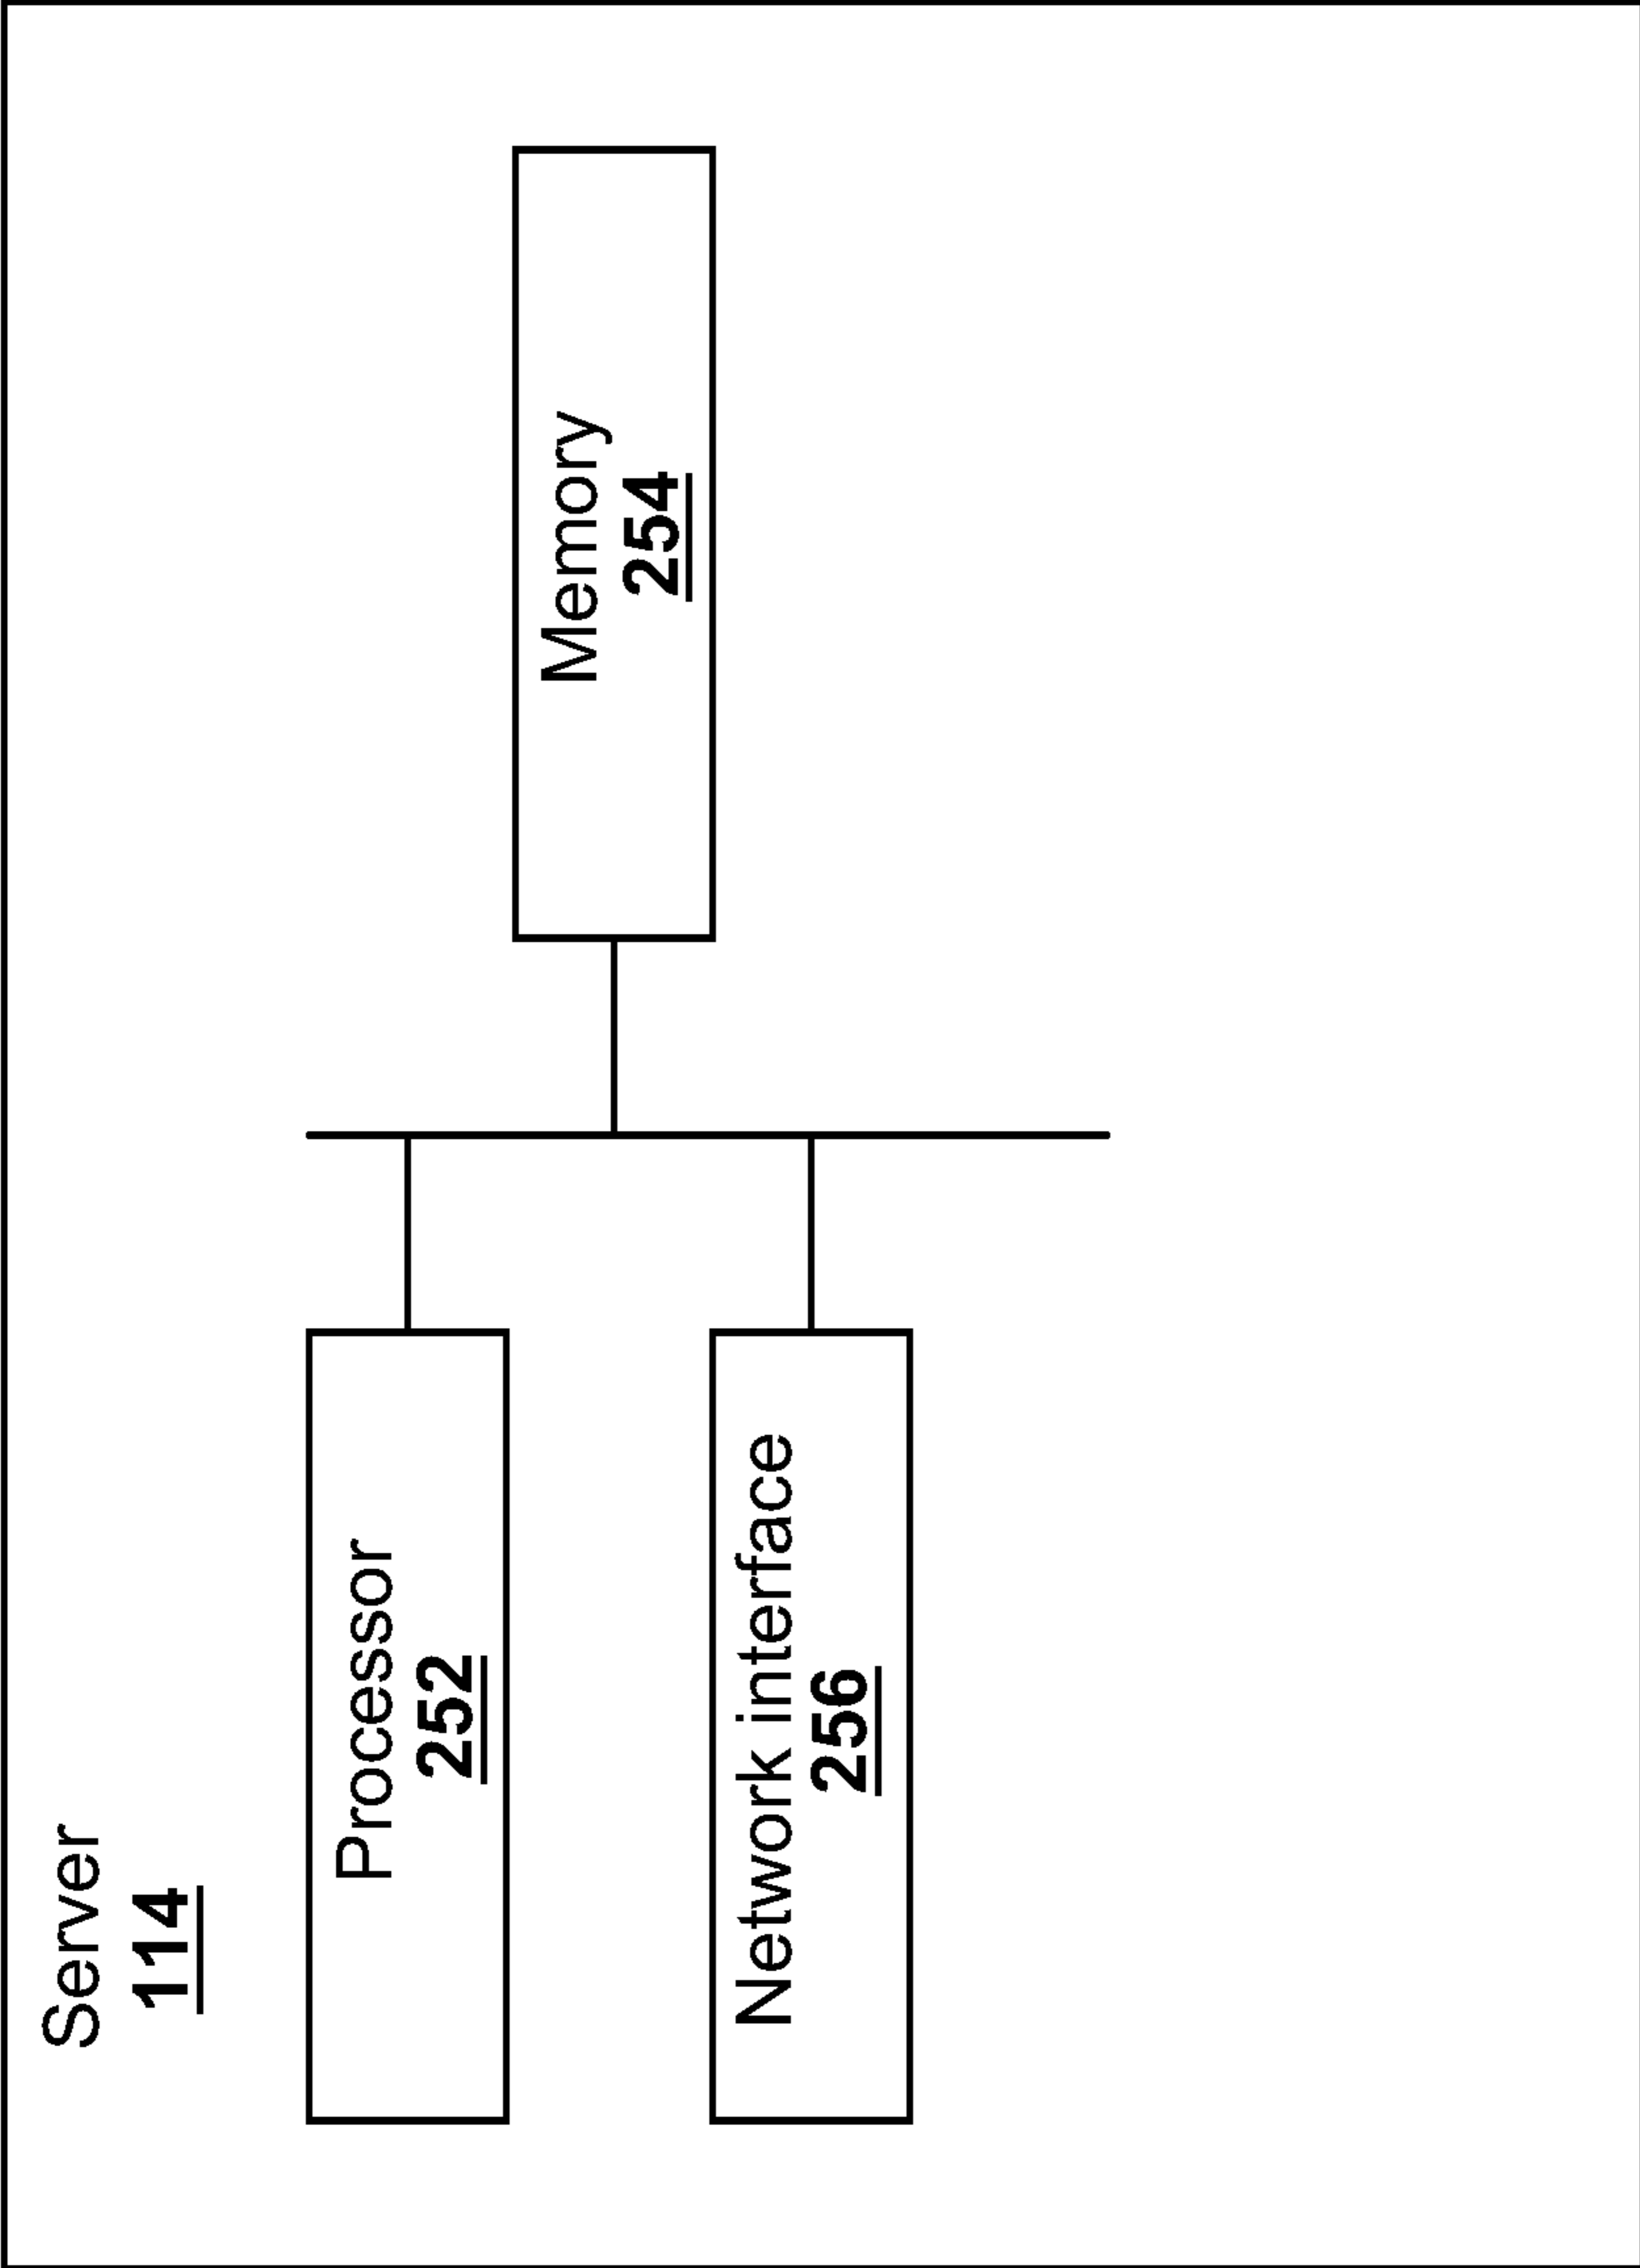 Server
114
Processor
252
Memory
254
Network interface
256